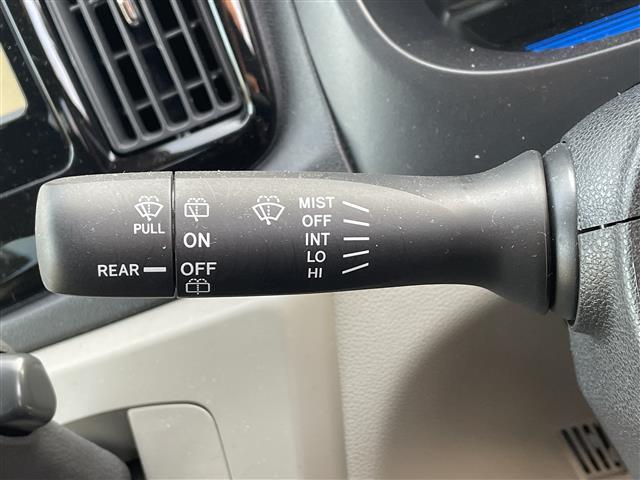 PULL
REAR
ON
OFF
MIST
OFF
INT
LO
HI